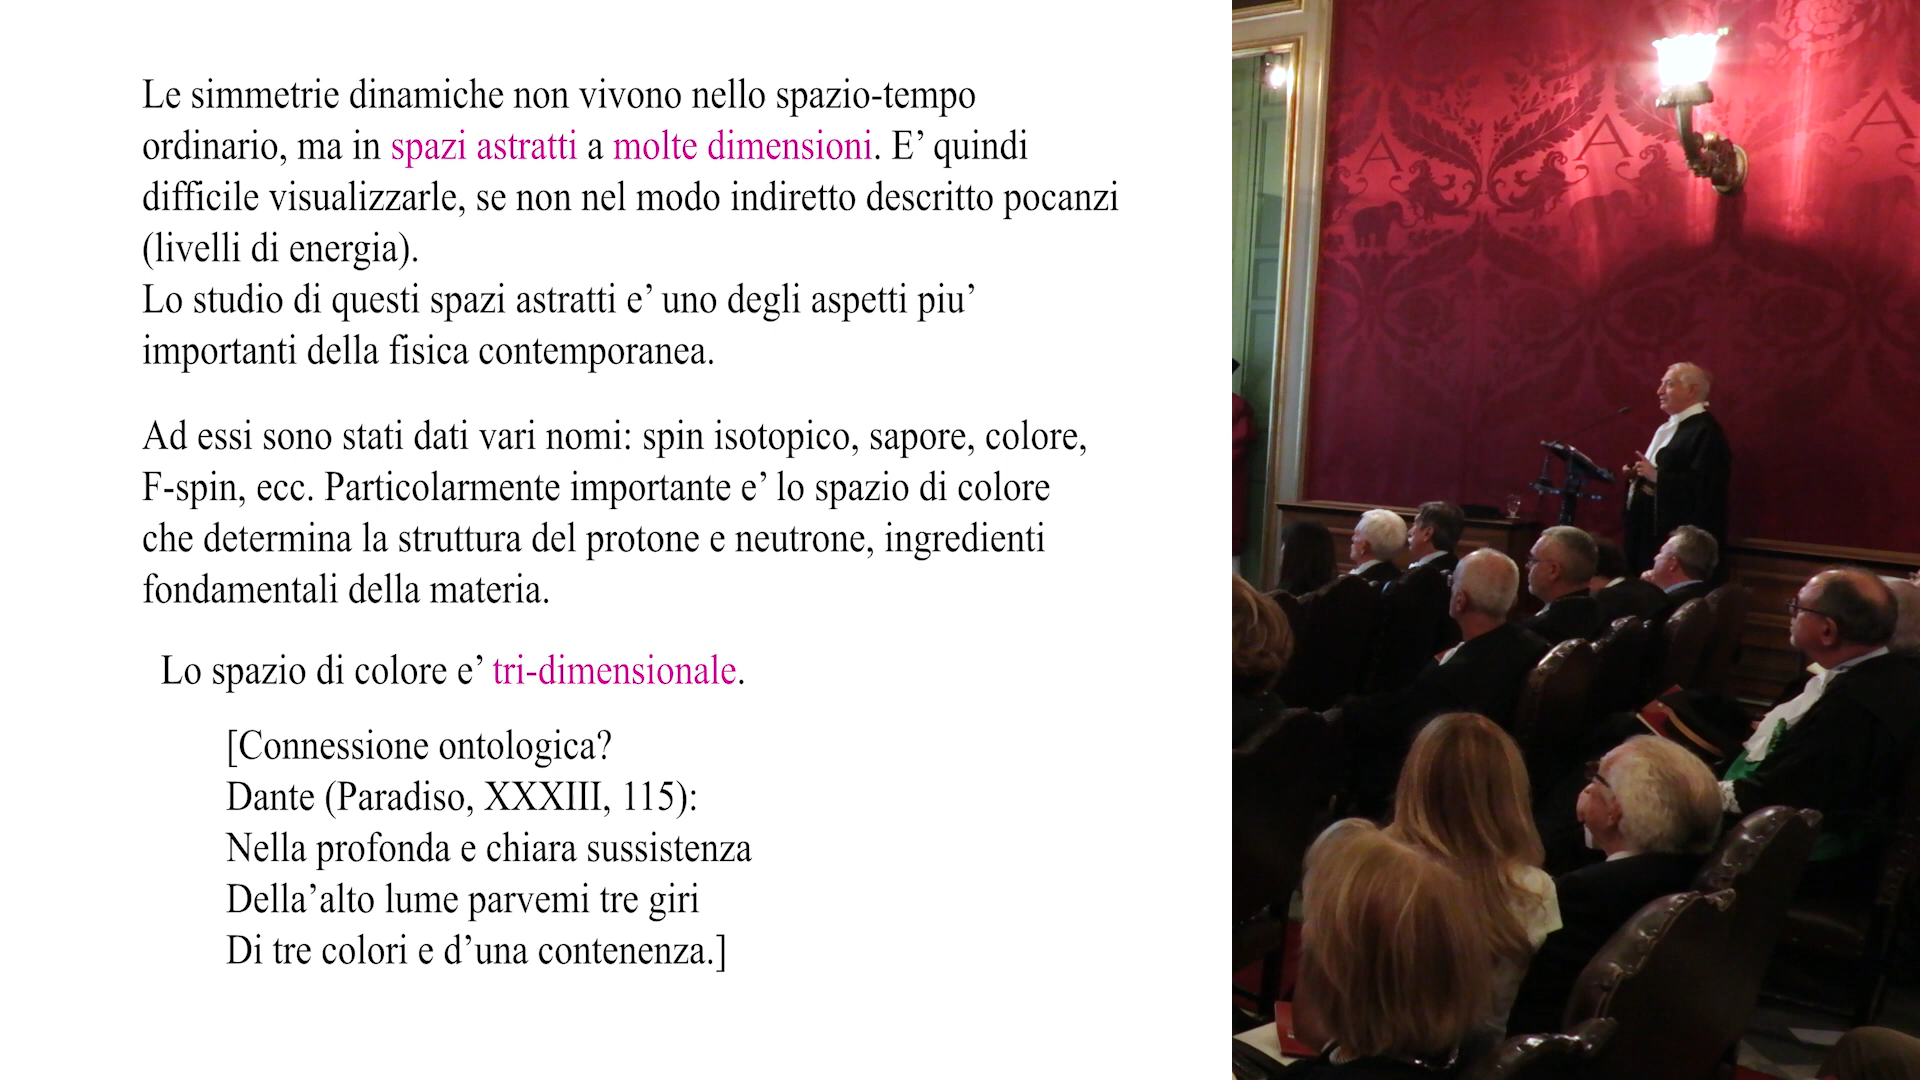 Le simmetrie dinamiche non vivono nello spazio-tempo
ordinario, ma in spazi astratti a molte dimensioni. E’ quindi
difficile visualizzarle, se non nel modo indiretto descritto pocanzi
(livelli di energia).
Lo studio di questi spazi astratti e’ uno degli aspetti piu’
importanti della fisica contemporanea.
Ad essi sono stati dati vari nomi: spin isotopico, sapore, colore,
F-spin, ecc. Particolarmente importante e’ lo spazio di colore
che determina la struttura del protone e neutrone, ingredienti
fondamentali della materia.
Lo spazio di colore e’ tri-dimensionale.
[Connessione ontologica?
Dante (Paradiso, XXXIII, 115):
Nella profonda e chiara sussistenza
Della’alto lume parvemi tre giri
Di tre colori e d’una contenenza.]
A A A